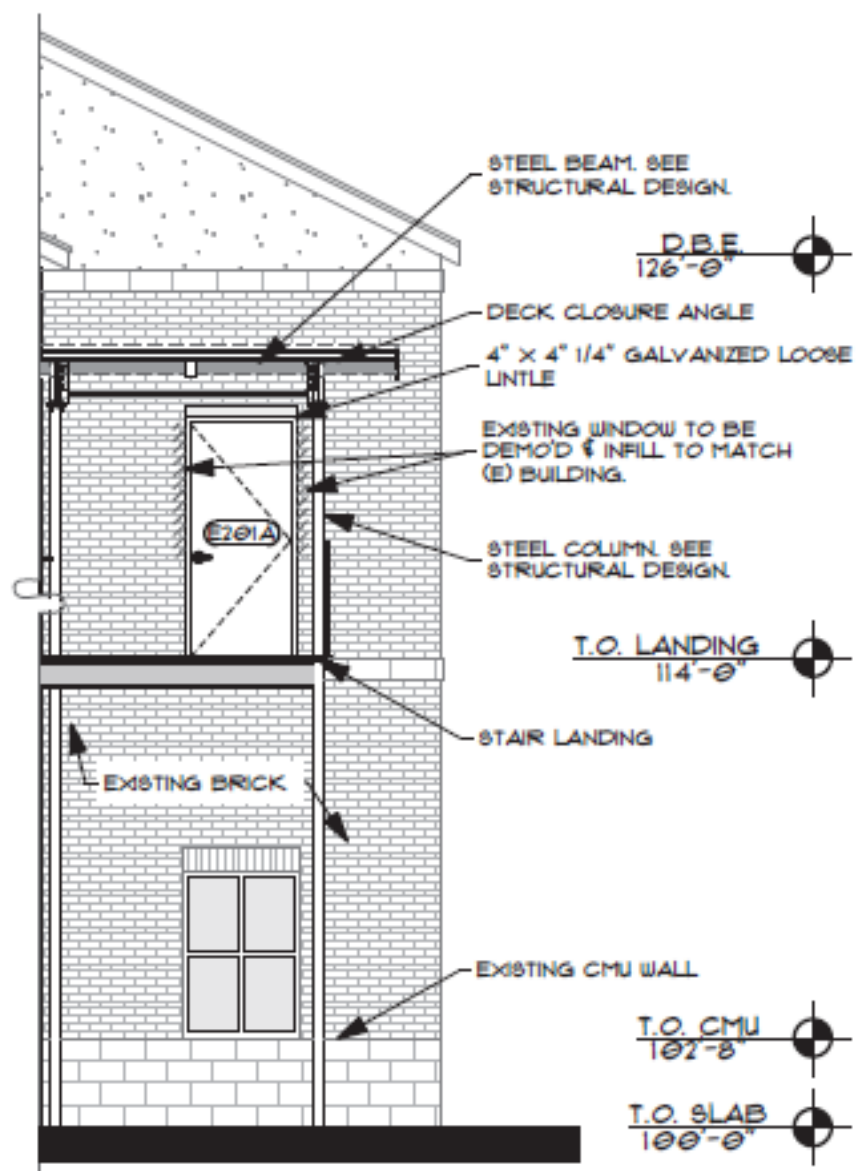 STEEL BEAM. SEE
STRUCTURAL DESIGN.
D.B.E.
126'-0"
DECK CLOSURE ANGLE
4" X 4" 1/4" GALVANIZED LOOSE
LINTLE
EXISTING WINDOW TO BE
DEMO'D & INFILL TO MATCH
(E) BUILDING.
E201A
STEEL COLUMN. SEE
STRUCTURAL DESIGN.
T.O. LANDING
114'-0"
STAIR LANDING
EXISTING BRICK
EXISTING CMU WALL
T.O. CMU
102'-8"
T.O. SLAB
100'-0"